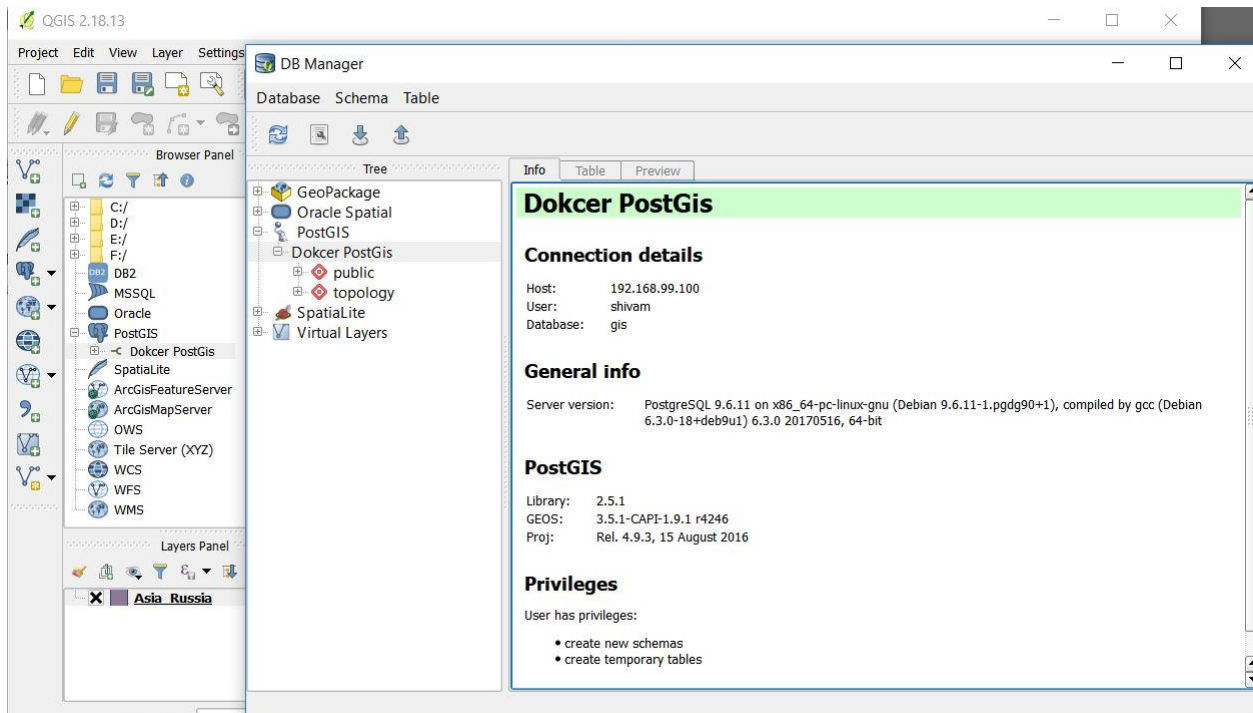 QGIS 2.18.13
Project Edit View Layer Settings
Browser Panel
C:/
D:/
E:/
F:/
DB2 DB2
MSSQL
Oracle
PostGIS
Dokcer PostGis
SpatiaLite
ArcGisFeatureServer
ArcGisMapServer
OWS
Tile Server (XYZ)
WCS
WFS
WMS
Layers Panel
Asia_Russia
DB Manager
Database Schema Table
Tree
GeoPackage
Oracle Spatial
PostGIS
Dokcer PostGis
public
topology
SpatiaLite
Virtual Layers
Info Table Preview
Dokcer PostGis
Connection details
Host: 192.168.99.100
User: shivam
Database: gis
General info
Server version: PostgreSQL 9.6.11 on x86_64-pc-linux-gnu (Debian 9.6.11-1.pgdg90+1), compiled by gcc (Debian
6.3.0-18+deb9u1) 6.3.0 20170516, 64-bit
PostGIS
Library: 2.5.1
GEOS: 3.5.1-CAPI-1.9.1 r4246
Proj: Rel. 4.9.3, 15 August 2016
Privileges
User has privileges:
• create new schemas
• create temporary tables